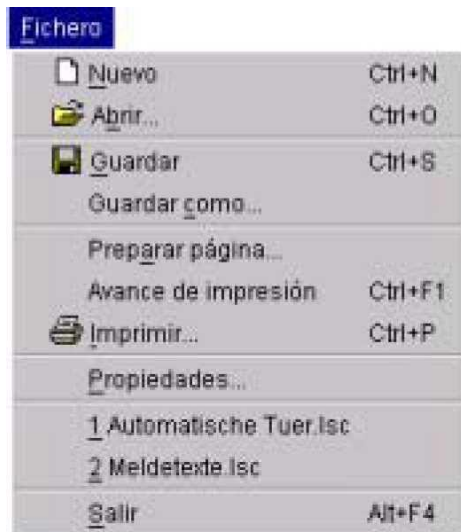 Fichero
Nuevo Ctrl+N
Abrir... Ctrl+O
Guardar Ctrl+S
Guardar como...
Preparar página...
Avance de impresión Ctrl+F1
Imprimir... Ctrl+P
Propiedades...
1 Automatische Tuer.lsc
2 Meldetexte.lsc
Salir Alt+F4